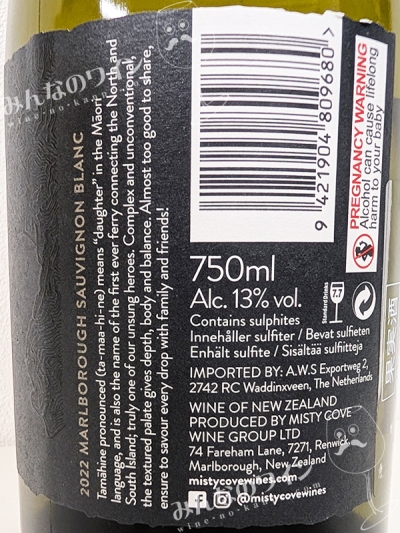 2022 MARLBOROUGH SAUVIGNON BLANC
Tamāhine pronounced (ta-maa-hi-ne) means "daughter" in the Māori
language, and is also the name of the first ever ferry connecting the North and
South Island; truly one of our unsung heroes. Complex and unconventional,
the textured palate gives depth, body and balance. Almost too good to share,
ensure to savour every drop with family and friends!
9 421904 809680 >
PREGNANCY WARNING
Alcohol can cause lifelong
harm to your baby
750ml
Alc. 13% vol.
7.7
Standard Drinks
Contains sulphites
Innehåller sulfiter / Bevat sulfieten
Enhält sulfite / Sisältää sulfiitteja
IMPORTED BY: A.W.S Exportweg 2,
2742 RC Waddinxveen, The Netherlands
WINE OF NEW ZEALAND
PRODUCED BY MISTY COVE
WINE GROUP LTD
74 Fareham Lane, 7271, Renwick,
Marlborough, New Zealand
mistycovewines.com
@mistycovewines
みんなのワイン